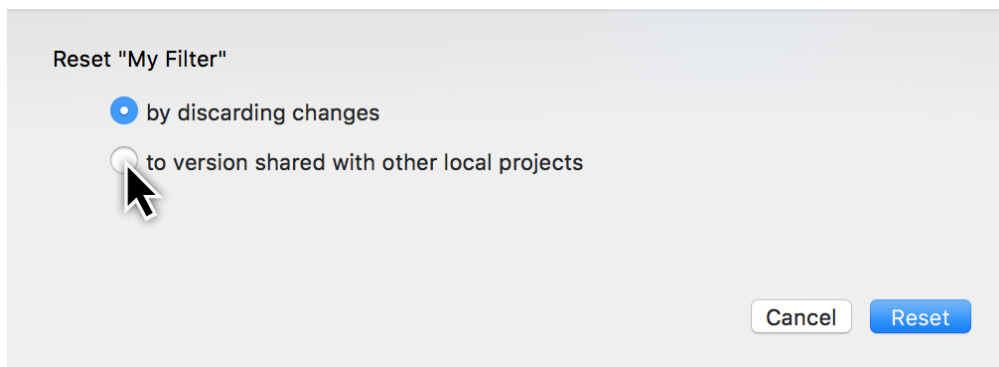 Reset "My Filter"
by discarding changes
to version shared with other local projects
Cancel Reset